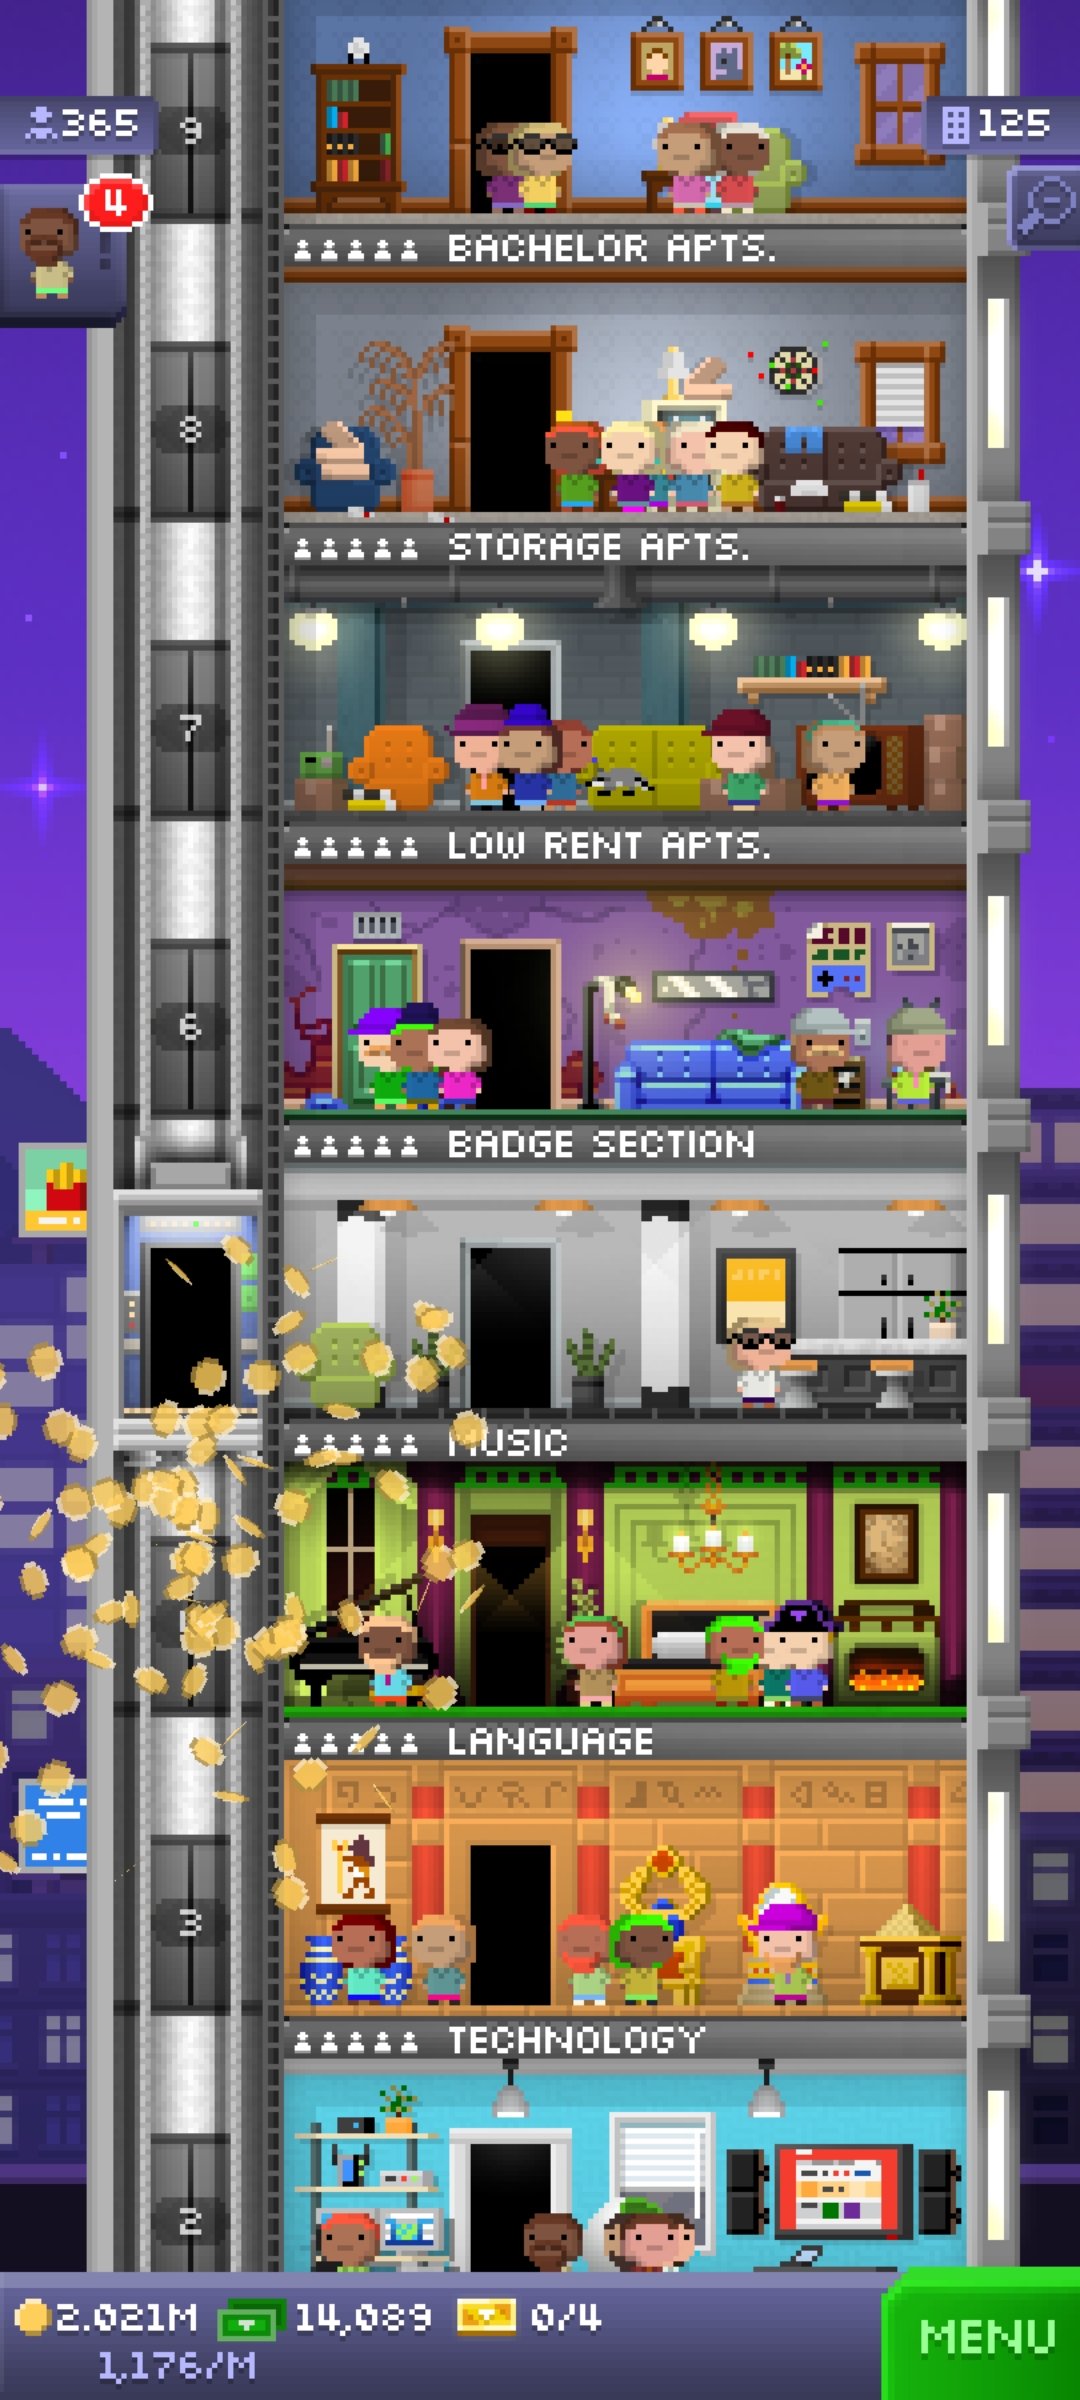 9
365
125
4
BACHELOR APTS.
8
STORAGE APTS.
7
LOW RENT APTS.
6
BADGE SECTION
MUSIC
LANGUAGE
3
TECHNOLOGY
2
2.021M 14,089 0/4
1,176/M
MENU